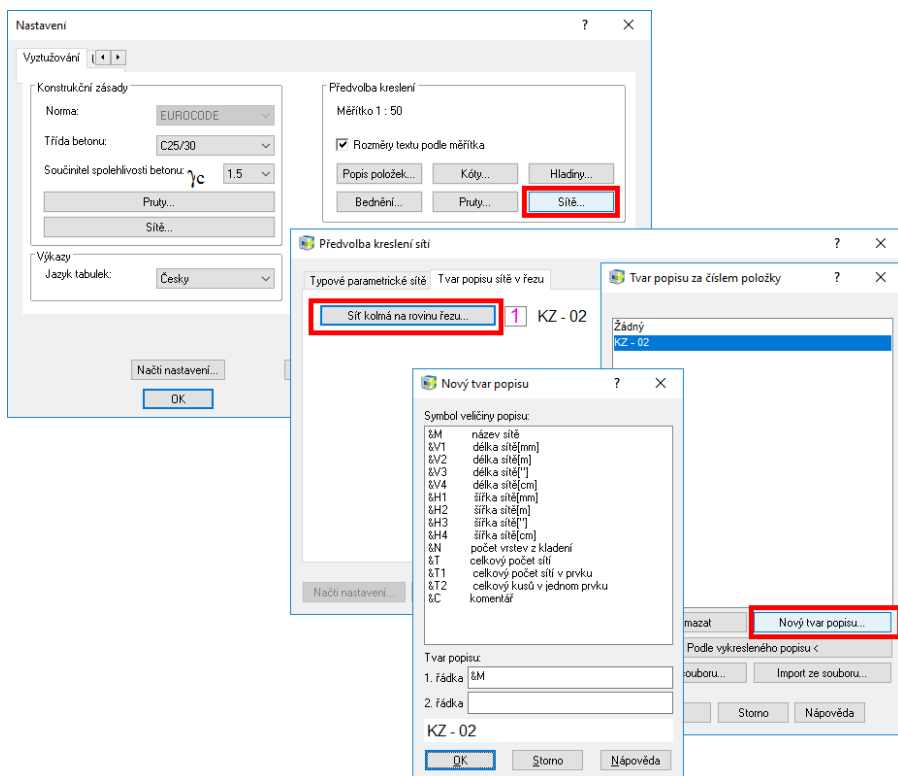 Nastavení ? ×
Vyztužování
Konstrukční zásady
Norma: EUROCODE
Třída betonu: C25/30
Součinitel spolehlivosti betonu: γc 1.5
Pruty...
Sítě...
Výkazy
Jazyk tabulek: Česky
Předvolba kreslení
Měřítko 1 : 50
Rozměry textu podle měřítka
Popis položek... Kóty... Hladiny...
Bednění... Pruty... Sítě...
Načti nastavení...
OK
Předvolba kreslení sítí ? ×
Typové parametrické sítě Tvar popisu sítě v řezu
Síť kolmá na rovinu řezu... 1 KZ - 02
Načti nastavení...
Tvar popisu za číslem položky ? ×
Žádný
KZ - 02
mazat Nový tvar popisu...
Podle vykresleného popisu <
souboru... Import ze souboru...
Storno Nápověda
Nový tvar popisu ? ×
Symbol veličiny popisu:
&M název sítě
&V1 délka sítě[mm]
&V2 délka sítě[m]
&V3 délka sítě["]
&V4 délka sítě[cm]
&H1 šířka sítě[mm]
&H2 šířka sítě[m]
&H3 šířka sítě["]
&H4 šířka sítě[cm]
&N počet vrstev z kladení
&T celkový počet sítí
&T1 celkový počet sítí v prvku
&T2 celkový kusů v jednom prvku
&C komentář
Tvar popisu:
1. řádka &M
2. řádka
KZ - 02
OK Storno Nápověda